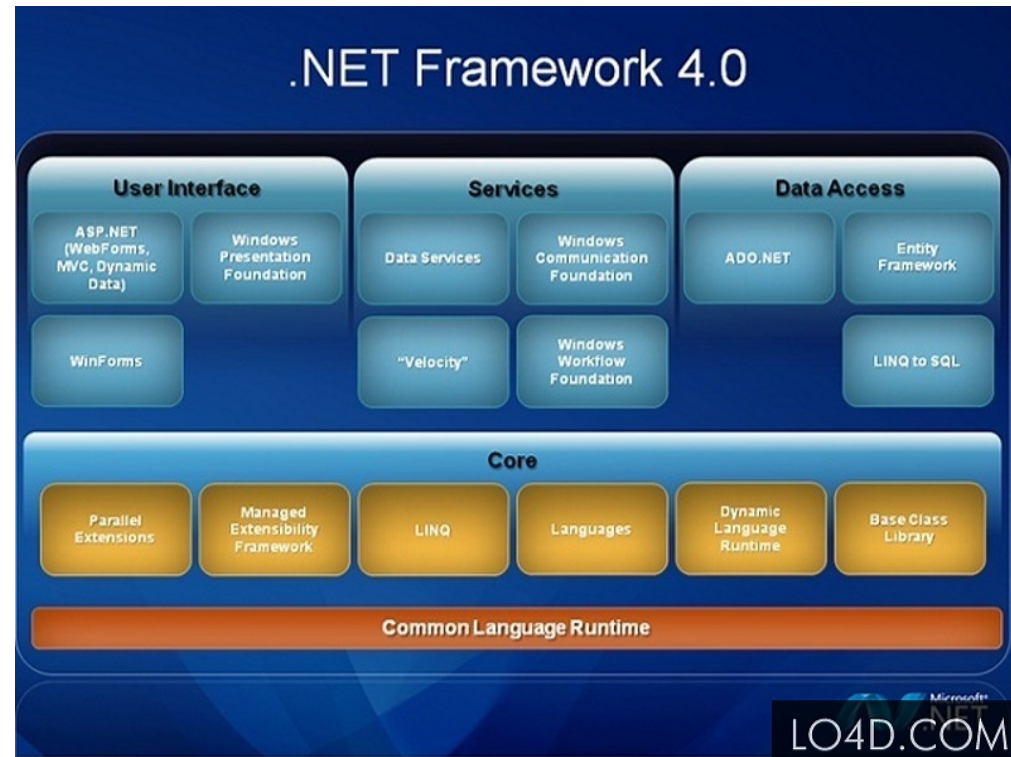 .NET Framework 4.0
User Interface
ASP.NET
(WebForms,
MVC, Dynamic
Data)
Windows
Presentation
Foundation
WinForms
Services
Data Services
Windows
Communication
Foundation
“Velocity”
Windows
Workflow
Foundation
Data Access
ADO.NET
Entity
Framework
LINQ to SQL
Core
Parallel
Extensions
Managed
Extensibility
Framework
LINQ
Languages
Dynamic
Language
Runtime
Base Class
Library
Common Language Runtime
Microsoft®
.NET
LO4D.COM